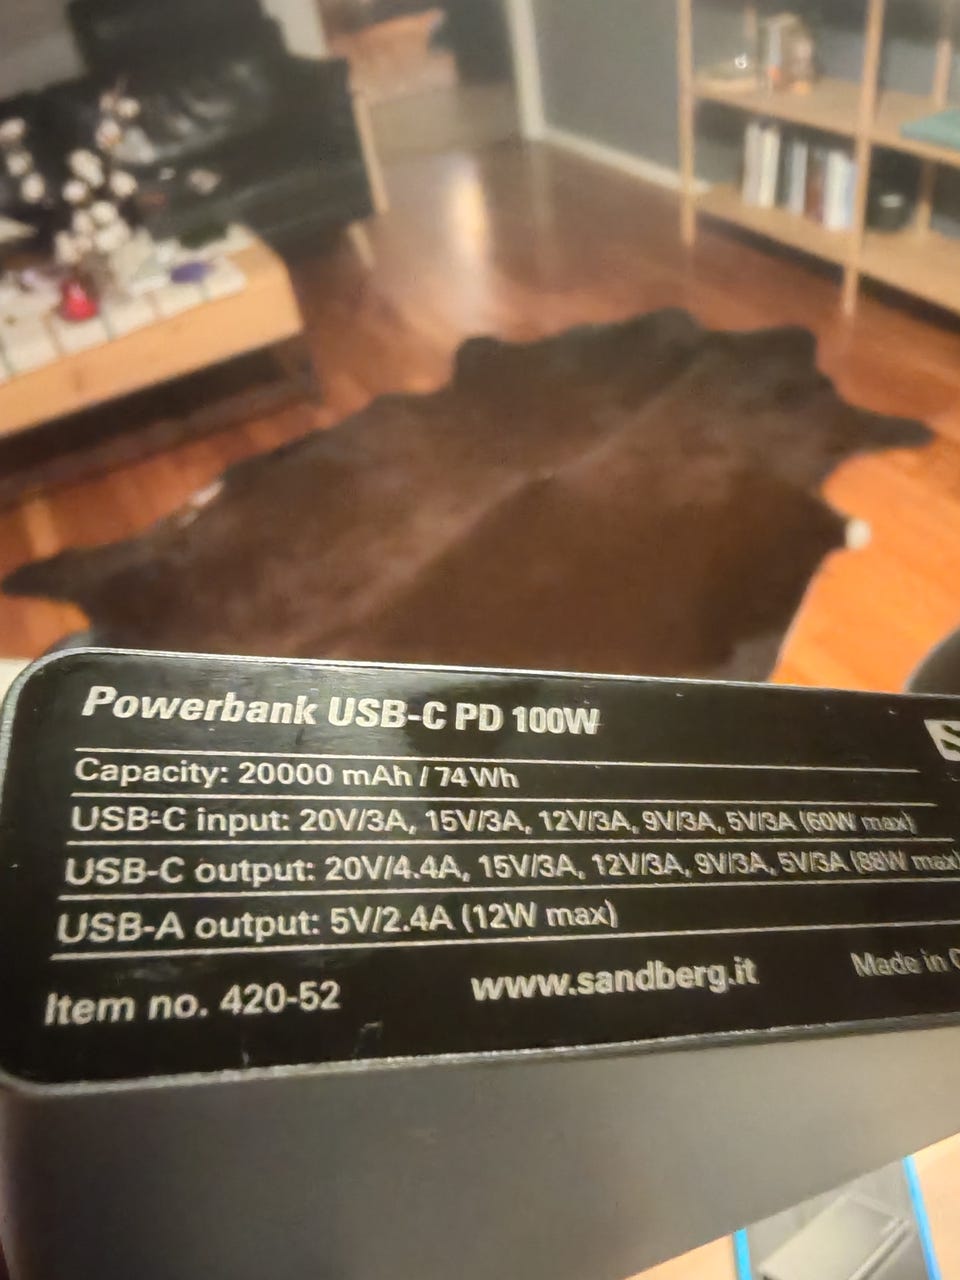 Powerbank USB-C PD 100W
Capacity: 20000 mAh / 74Wh
USB-C input: 20V/3A, 15V/3A, 12V/3A, 9V/3A, 5V/3A (60W max)
USB-C output: 20V/4.4A, 15V/3A, 12V/3A, 9V/3A, 5V/3A (88W max)
USB-A output: 5V/2.4A (12W max)
Item no. 420-52 www.sandberg.it Made in